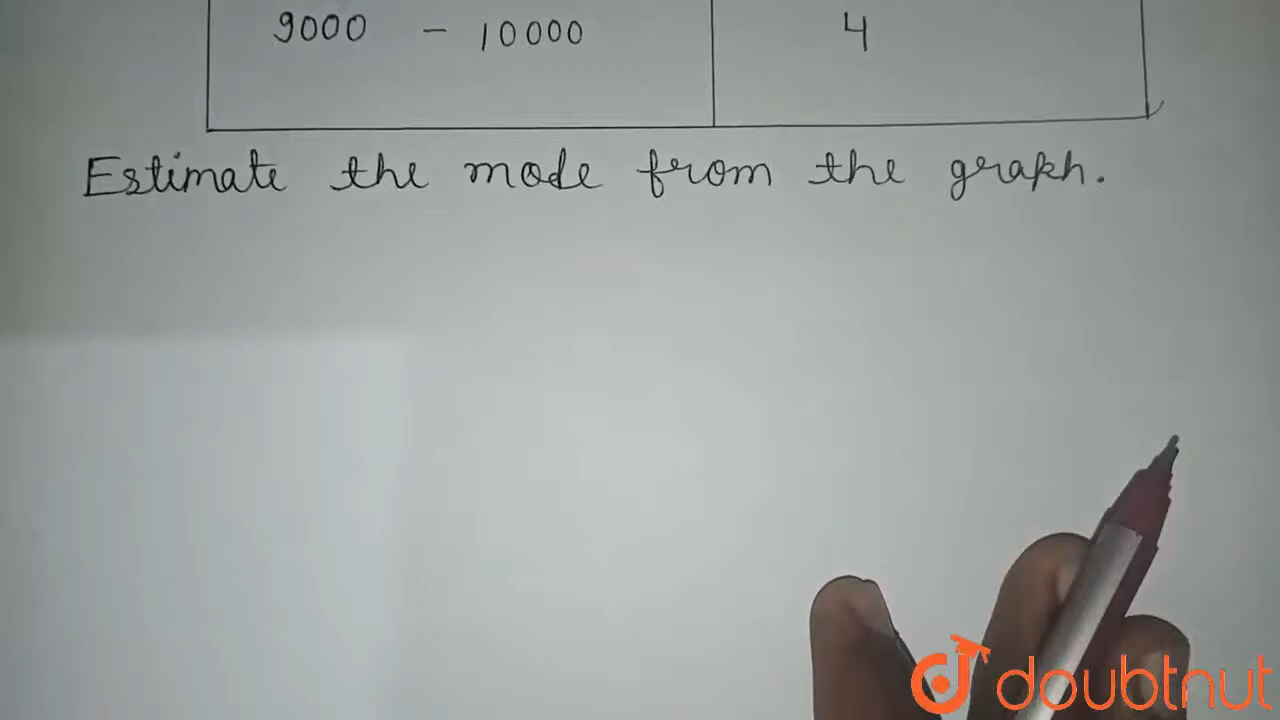 9000 - 10000 4
Estimate the mode from the graph.
doubtnut